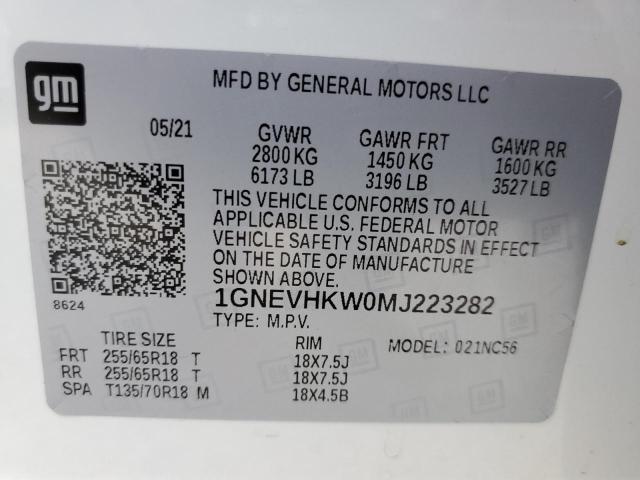 gm
MFD BY GENERAL MOTORS LLC
05/21 GVWR GAWR FRT GAWR RR
2800 KG 1450 KG 1600 KG
6173 LB 3196 LB 3527 LB
THIS VEHICLE CONFORMS TO ALL
APPLICABLE U.S. FEDERAL MOTOR
VEHICLE SAFETY STANDARDS IN EFFECT
ON THE DATE OF MANUFACTURE
SHOWN ABOVE.
8624
1GNEVHKW0MJ223282
TYPE: M.P.V.
TIRE SIZE RIM MODEL: 021NC56
FRT 255/65R18 T 18X7.5J
RR 255/65R18 T 18X7.5J
SPA T135/70R18 M 18X4.5B